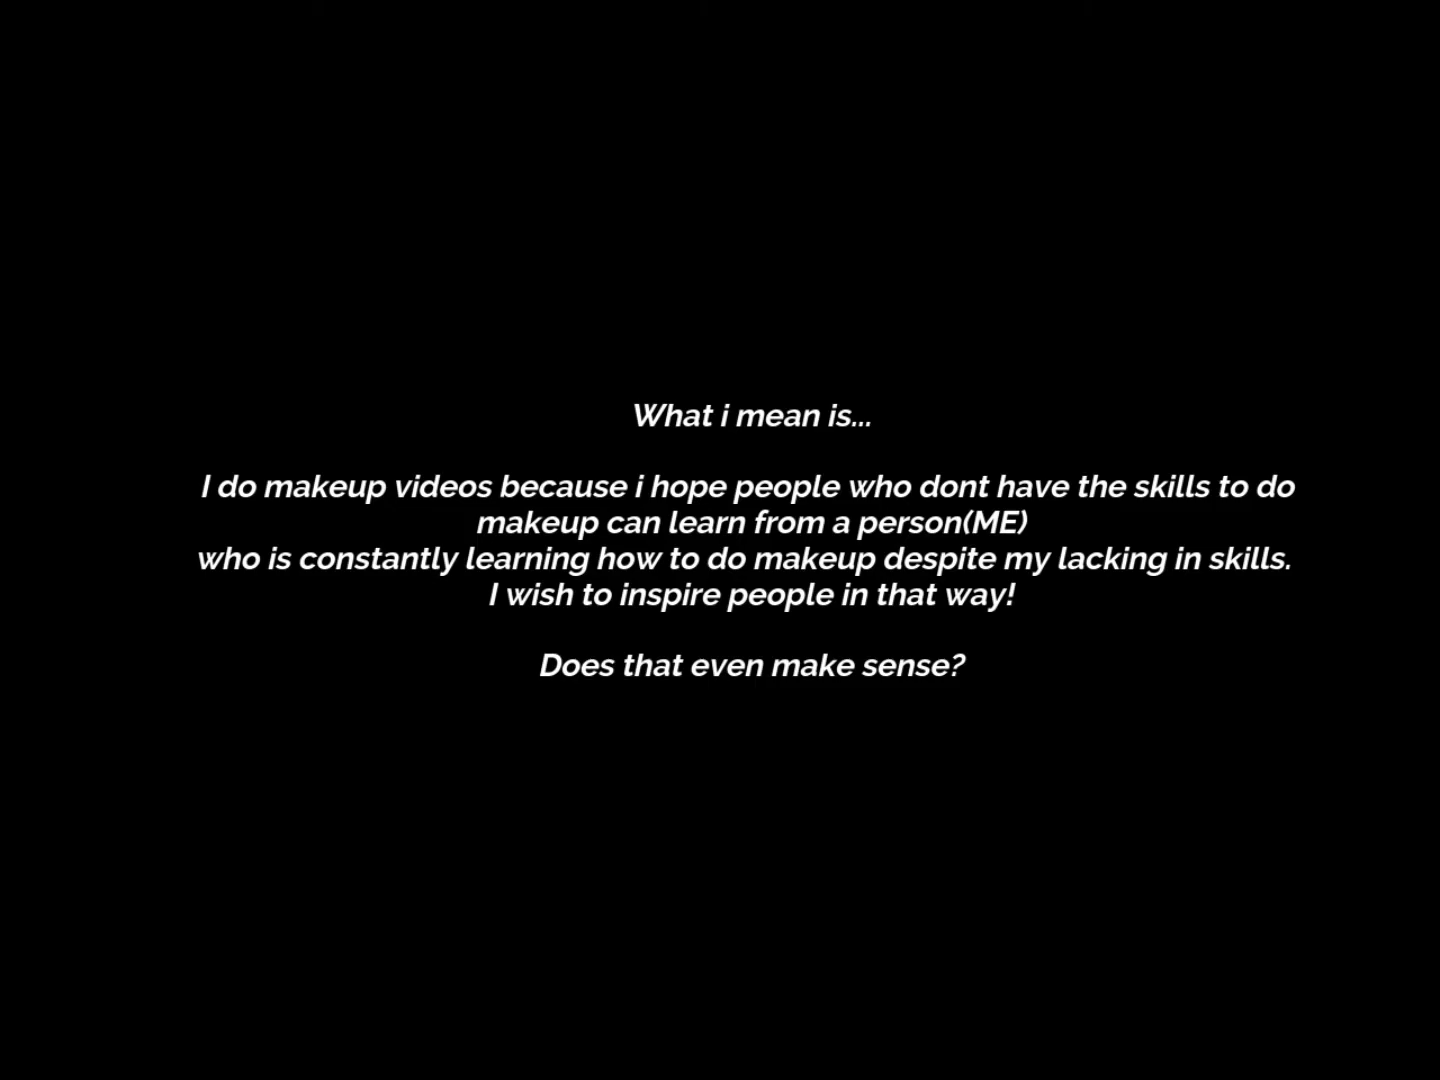 What i mean is...
I do makeup videos because i hope people who dont have the skills to do
makeup can learn from a person(ME)
who is constantly learning how to do makeup despite my lacking in skills.
I wish to inspire people in that way!
Does that even make sense?